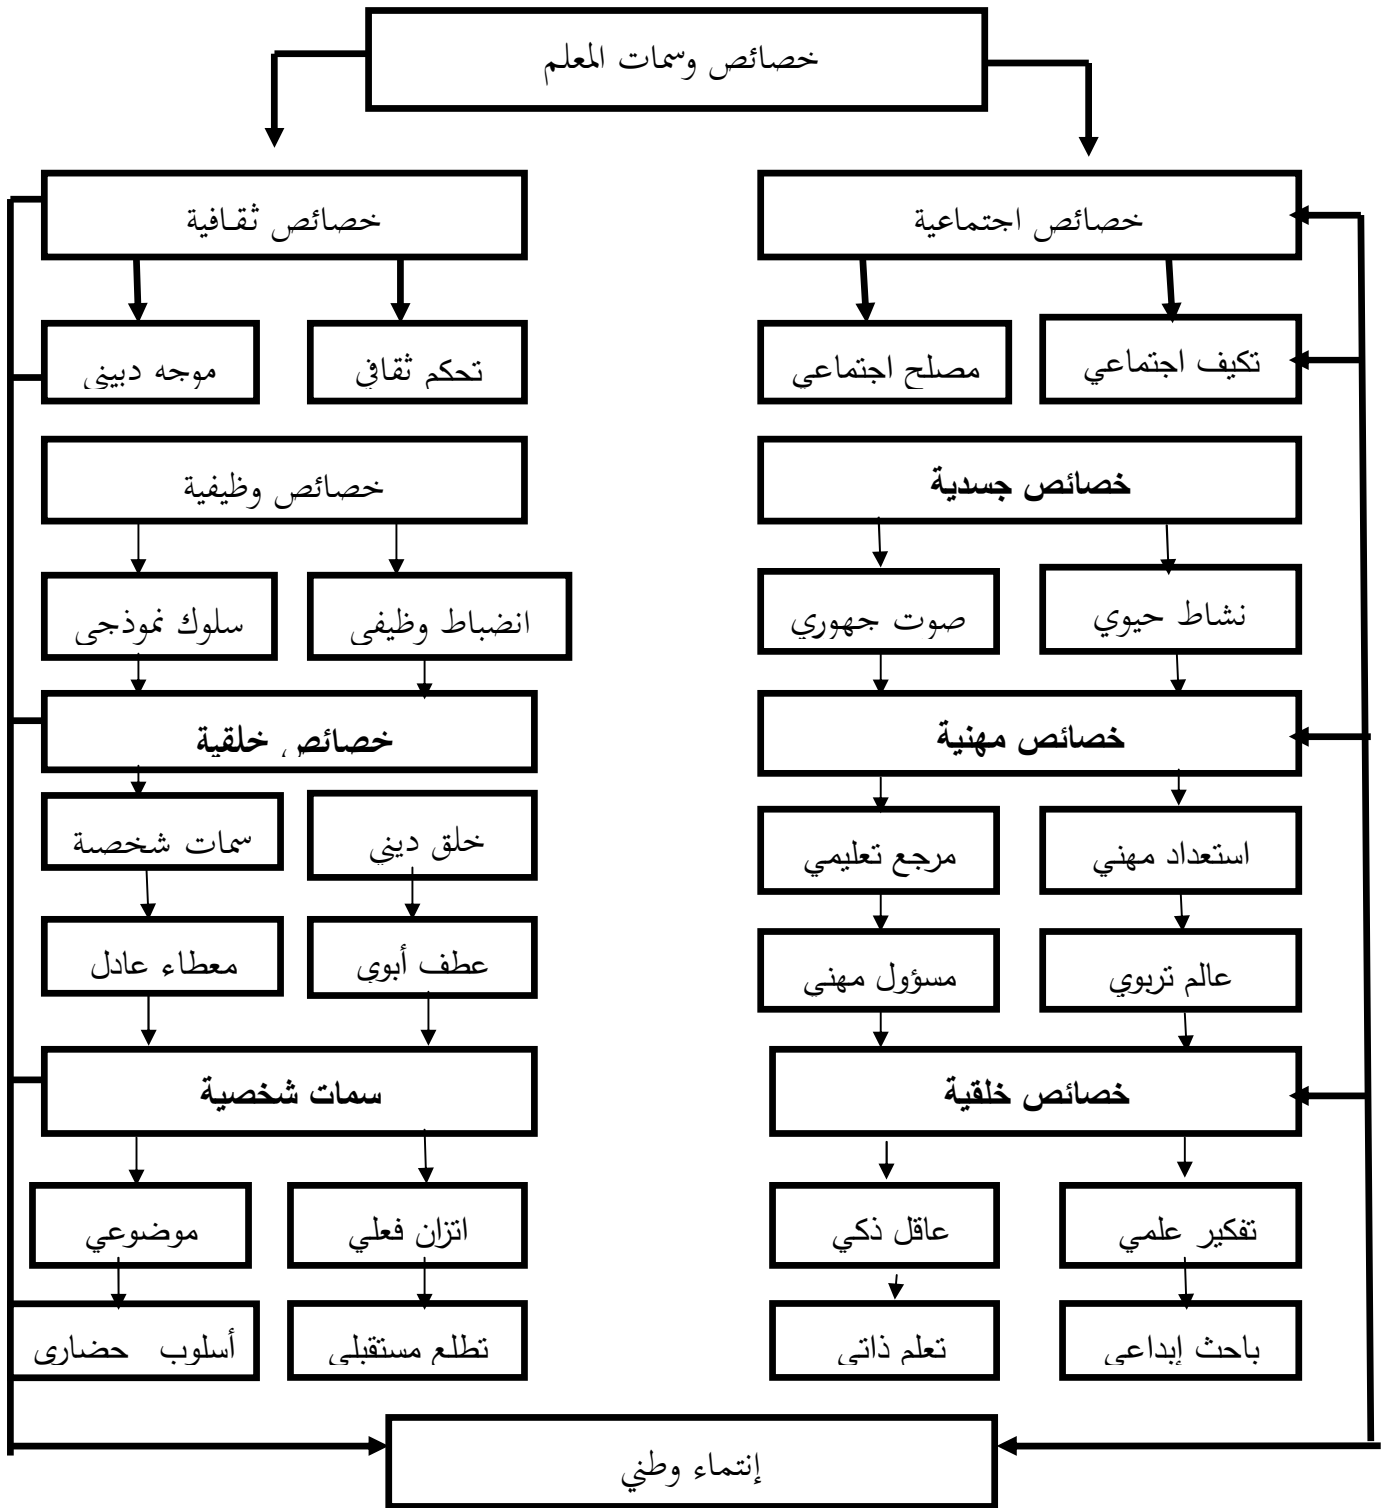 خصائص وسمات المعلم
خصائص اجتماعية
خصائص ثقافية
تكيف اجتماعي
مصلح اجتماعي
تحكم ثقافي
موجه دبيني
خصائص جسدية
خصائص وظيفية
نشاط حيوي
صوت جهوري
انضباط وظيفي
سلوك نموذجي
خصائص مهنية
خصائص خلقية
استعداد مهني
مرجع تعليمي
خلق ديني
سمات شخصية
عالم تربوي
مسؤول مهني
عطف أبوي
معطاء عادل
خصائص خلقية
سمات شخصية
تفكير علمي
عاقل ذكي
اتزان فعلي
موضوعي
باحث إبداعي
تعلم ذاتي
تطلع مستقبلي
أسلوب حضاري
إنتماء وطني